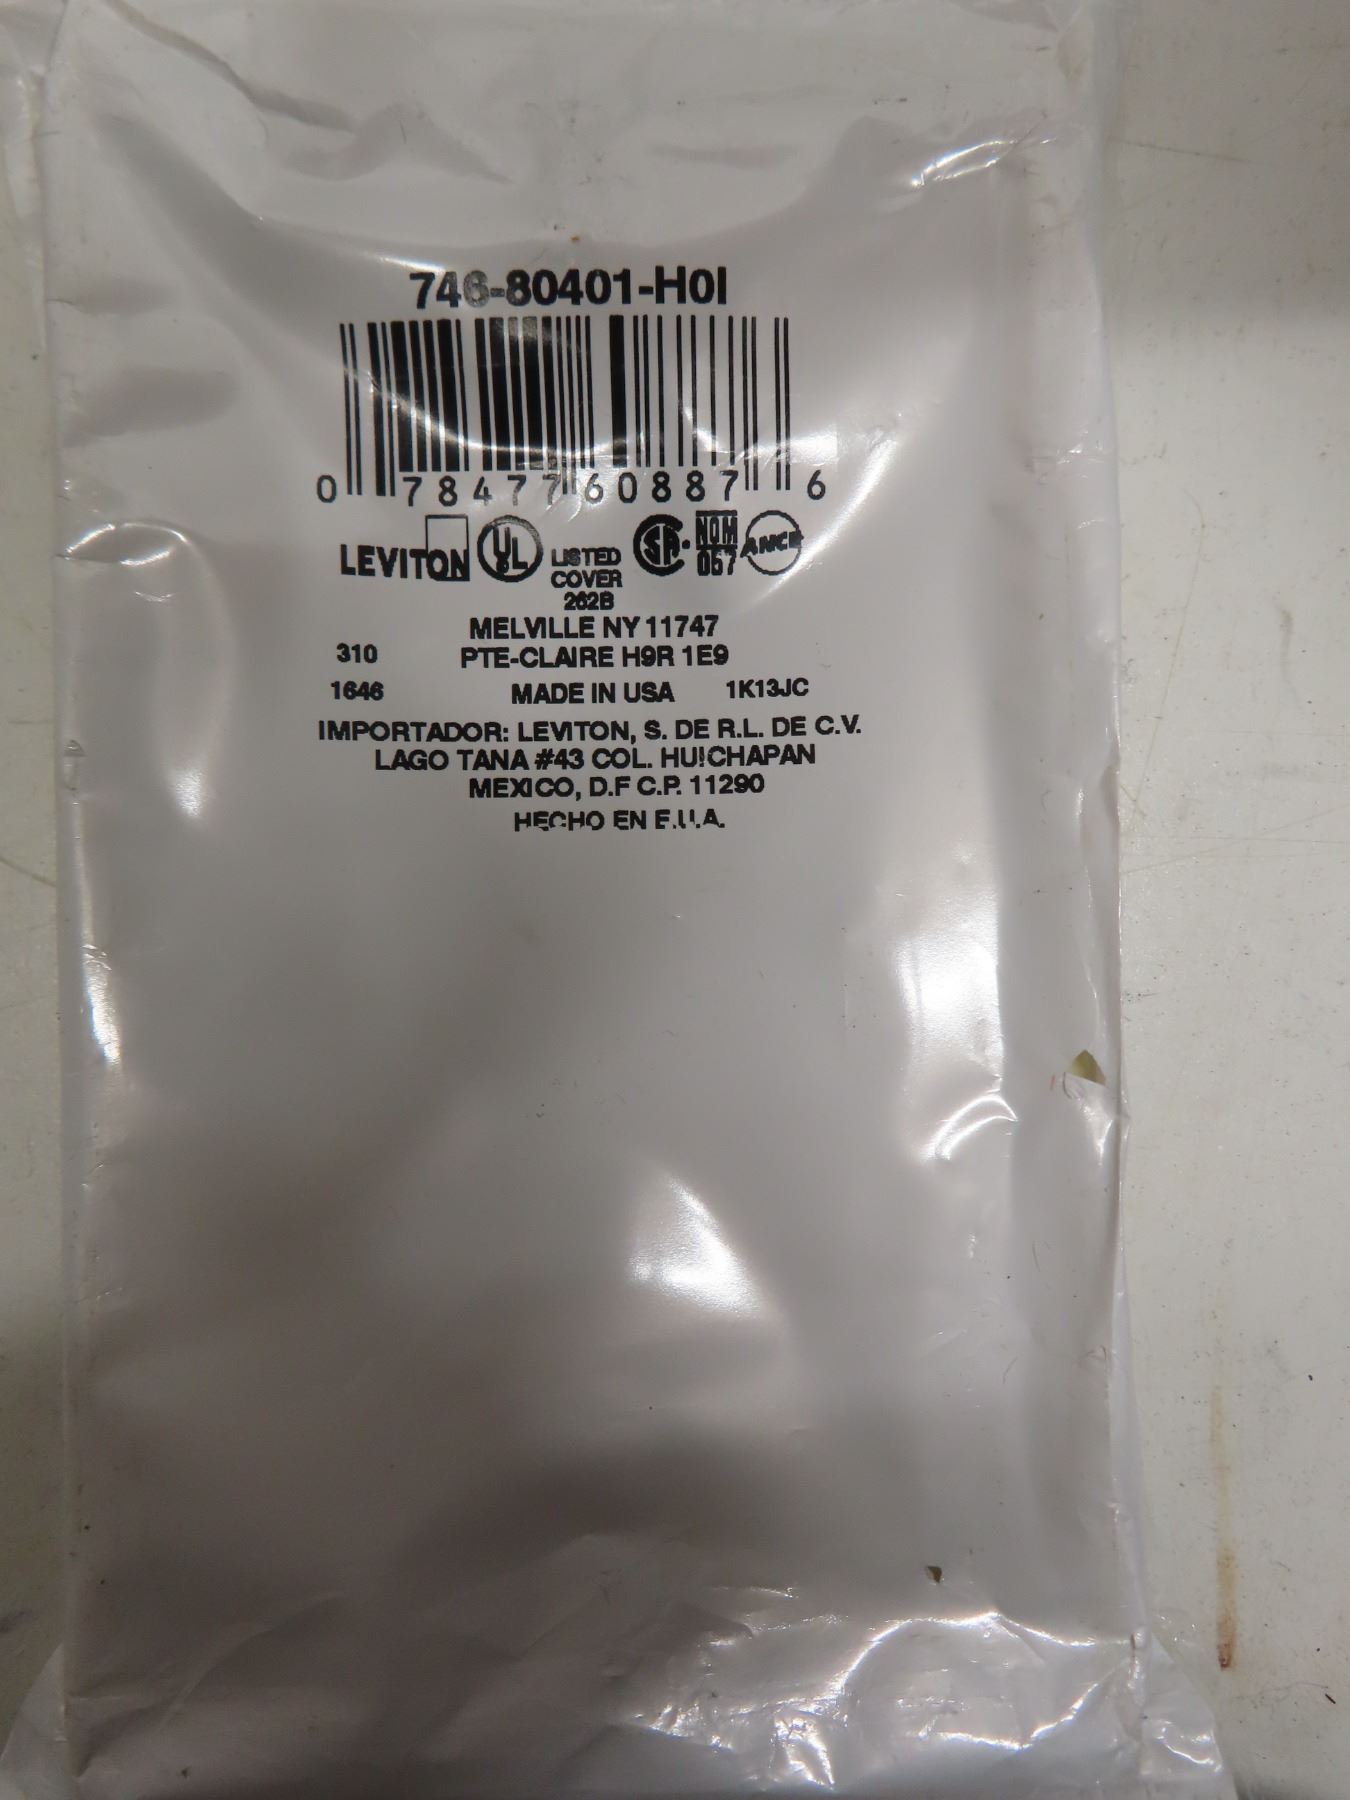 746-80401-H0I
0 78477 60887 6
LEVITON UL LISTED COVER 262B SA NOM 057 ANCE
MELVILLE NY 11747
310 PTE-CLAIRE H9R 1E9
1646 MADE IN USA 1K13JC
IMPORTADOR: LEVITON, S. DE R.L. DE C.V.
LAGO TANA #43 COL. HUICHAPAN
MEXICO, D.F C.P. 11290
HECHO EN E.U.A.